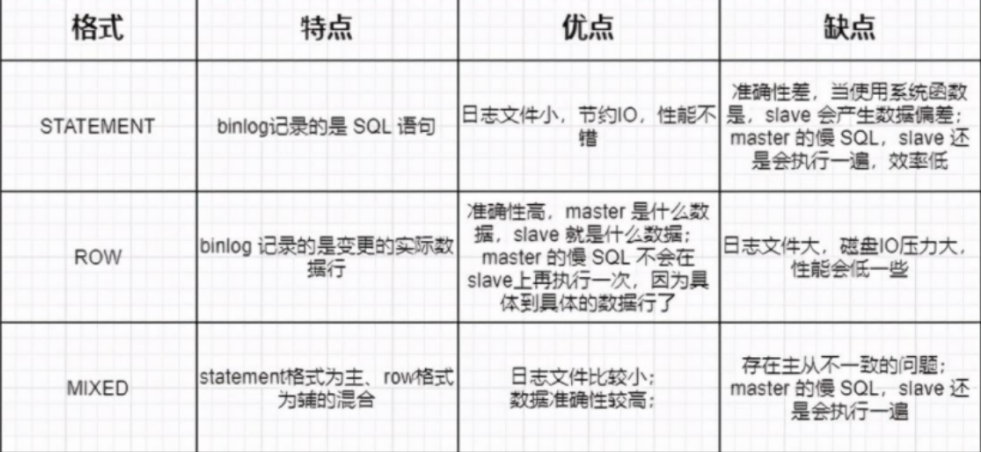 格式
特点
优点
缺点
STATEMENT
binlog记录的是 SQL 语句
日志文件小，节约IO，性能不
错
准确性差，当使用系统函数
是，slave 会产生数据偏差；
master 的慢 SQL，slave 还
是会执行一遍，效率低
ROW
binlog 记录的是变更的实际数
据行
准确性高，master 是什么数
据，slave 就是什么数据；
master 的慢 SQL 不会在
slave上再执行一次，因为具
体到具体的数据行了
日志文件大，磁盘IO压力大，
性能会低一些
MIXED
statement格式为主、row格式
为辅的混合
日志文件比较小；
数据准确性较高；
存在主从不一致的问题；
master 的慢 SQL，slave 还
是会执行一遍